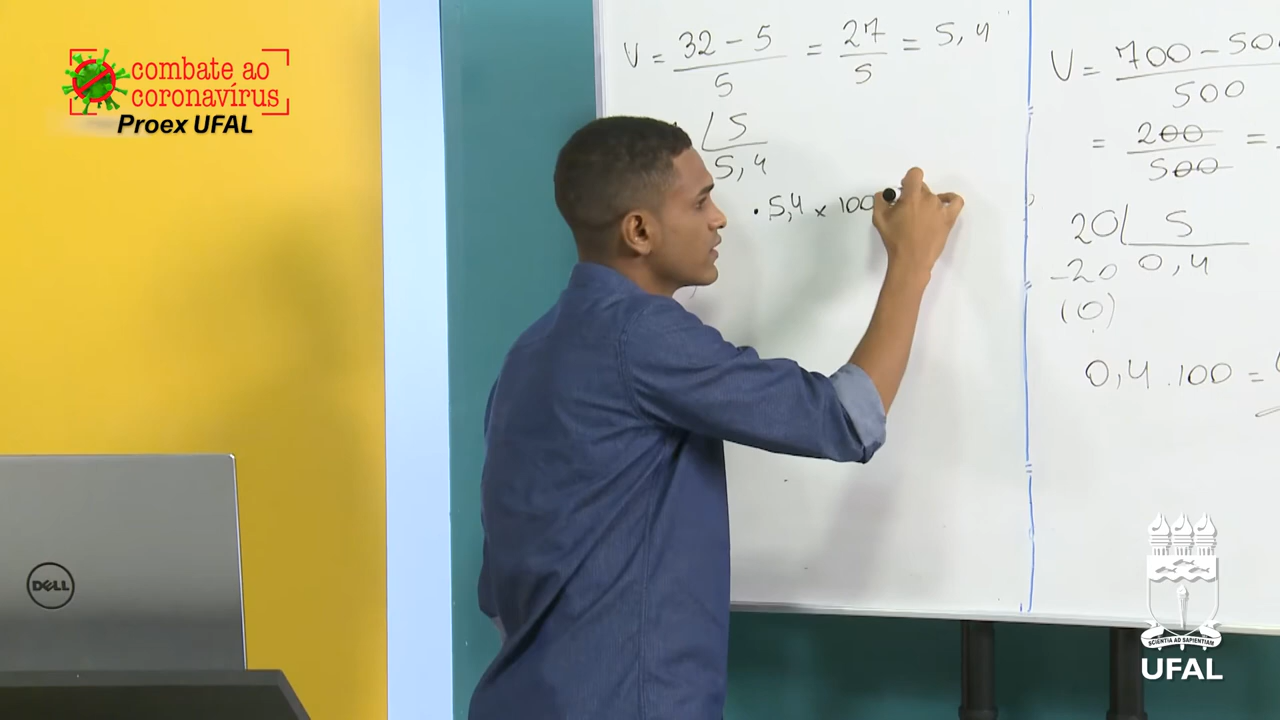 combate ao
coronavírus
Proex UFAL
V = 32 - 5 / 5 = 27 / 5 = 5,4
5
5,4
• 5,4 x 100
V = 700 - 500 / 500
= 200 / 500 =
20 5
-20 0,4
(0)
0,4 . 100 =
DELL
SCIENTIA AD SAPIENTIAM
UFAL